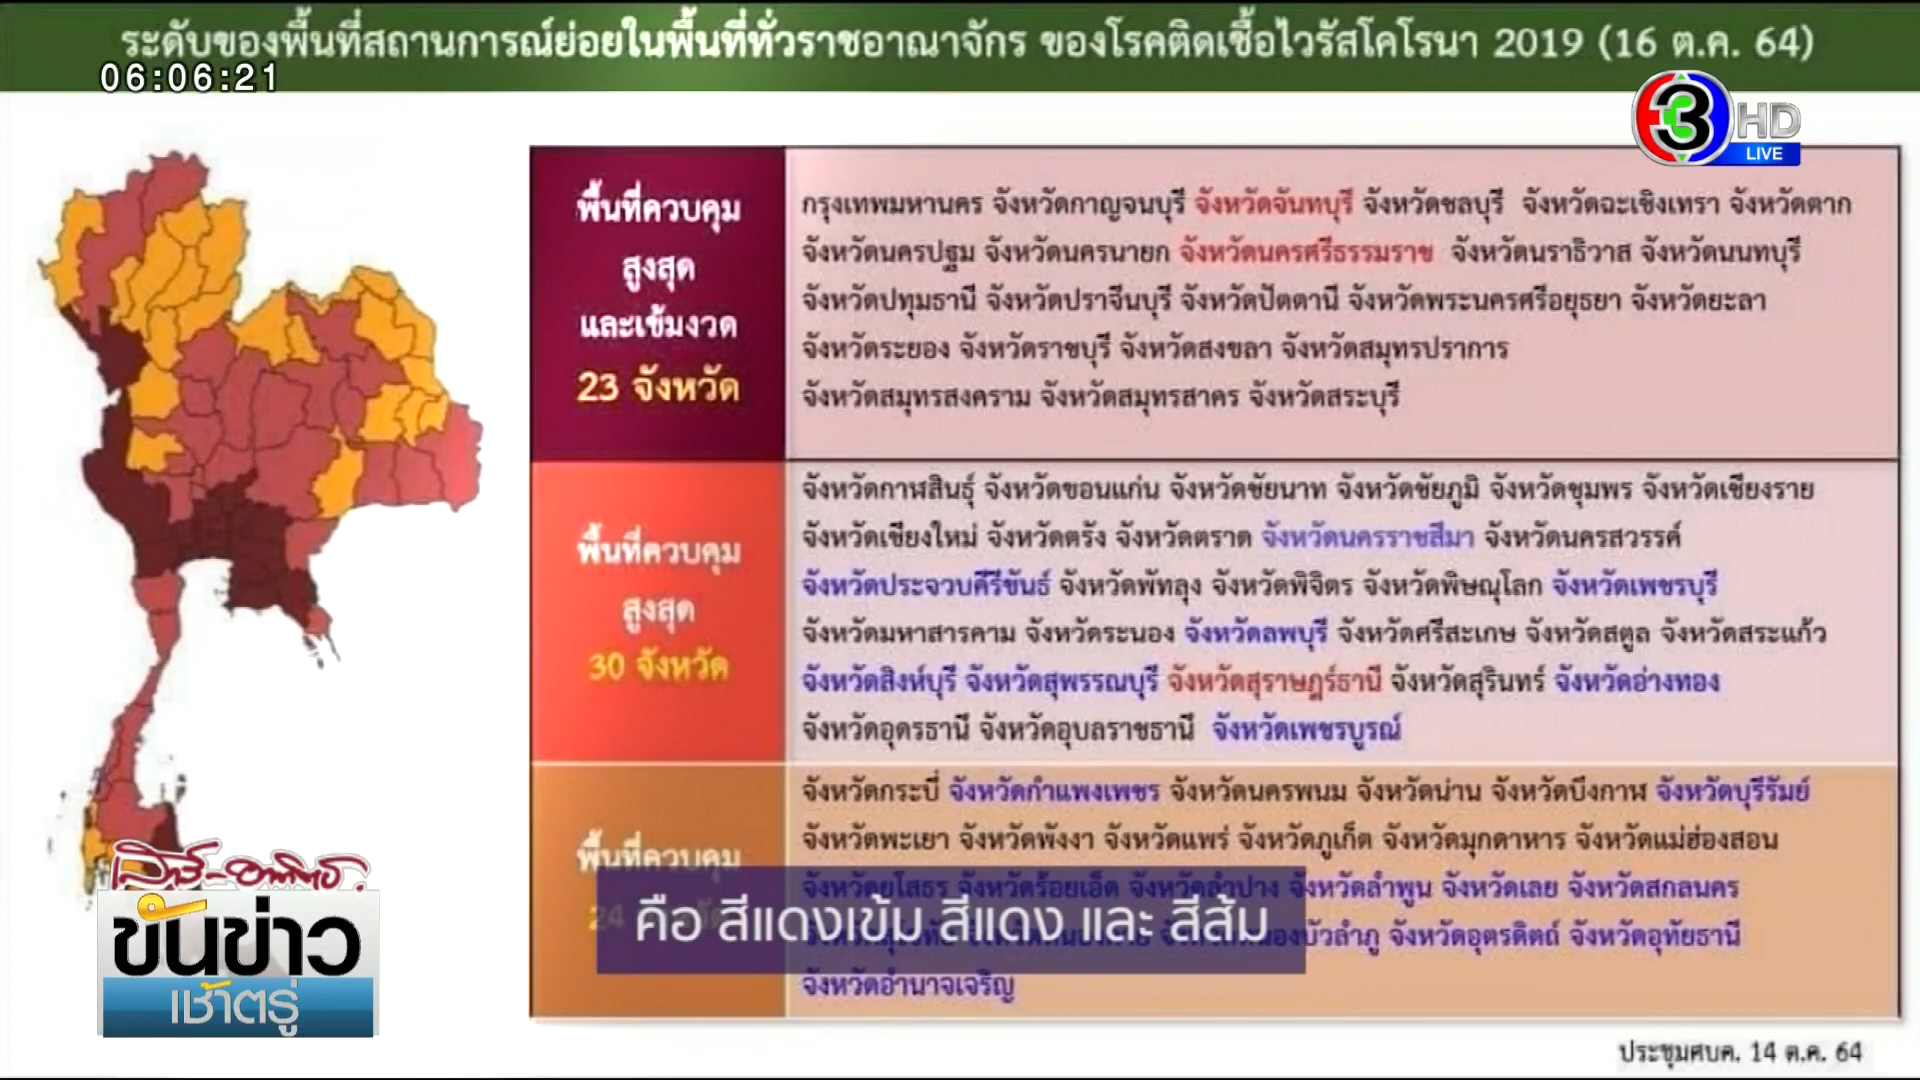 ระดับของพื้นที่สถานการณ์ย่อยในพื้นที่ทั่วราชอาณาจักร ของโรคติดเชื้อไวรัสโคโรนา 2019 (16 ต.ค. 64)
06:06:21
3 HD
LIVE
พื้นที่ควบคุม
สูงสุด
และเข้มงวด
23 จังหวัด
กรุงเทพมหานคร จังหวัดกาญจนบุรี จังหวัดจันทบุรี จังหวัดชลบุรี จังหวัดฉะเชิงเทรา จังหวัดตาก
จังหวัดนครปฐม จังหวัดนครนายก จังหวัดนครศรีธรรมราช จังหวัดนราธิวาส จังหวัดนนทบุรี
จังหวัดปทุมธานี จังหวัดปราจีนบุรี จังหวัดปัตตานี จังหวัดพระนครศรีอยุธยา จังหวัดยะลา
จังหวัดระยอง จังหวัดราชบุรี จังหวัดสงขลา จังหวัดสมุทรปราการ
จังหวัดสมุทรสงคราม จังหวัดสมุทรสาคร จังหวัดสระบุรี
พื้นที่ควบคุม
สูงสุด
30 จังหวัด
จังหวัดกาฬสินธุ์ จังหวัดขอนแก่น จังหวัดชัยนาท จังหวัดชัยภูมิ จังหวัดชุมพร จังหวัดเชียงราย
จังหวัดเชียงใหม่ จังหวัดตรัง จังหวัดตราด จังหวัดนครราชสีมา จังหวัดนครสวรรค์
จังหวัดประจวบคีรีขันธ์ จังหวัดพัทลุง จังหวัดพิจิตร จังหวัดพิษณุโลก จังหวัดเพชรบุรี
จังหวัดมหาสารคาม จังหวัดระนอง จังหวัดลพบุรี จังหวัดศรีสะเกษ จังหวัดสตูล จังหวัดสระแก้ว
จังหวัดสิงห์บุรี จังหวัดสุพรรณบุรี จังหวัดสุราษฎร์ธานี จังหวัดสุรินทร์ จังหวัดอ่างทอง
จังหวัดอุดรธานี จังหวัดอุบลราชธานี จังหวัดเพชรบูรณ์
พื้นที่ควบคุม
24
จังหวัดกระบี่ จังหวัดกำแพงเพชร จังหวัดนครพนม จังหวัดน่าน จังหวัดบึงกาฬ จังหวัดบุรีรัมย์
จังหวัดพะเยา จังหวัดพังงา จังหวัดแพร่ จังหวัดภูเก็ต จังหวัดมุกดาหาร จังหวัดแม่ฮ่องสอน
จังหวัดยโสธร จังหวัดร้อยเอ็ด จังหวัดลำปาง จังหวัดลำพูน จังหวัดเลย จังหวัดสกลนคร
บัวลำภู จังหวัดอุตรดิตถ์ จังหวัดอุทัยธานี
จังหวัดอำนาจเจริญ
คือ สีแดงเข้ม สีแดง และ สีส้ม
เสาร์-อาทิตย์
ขันข่าว
เช้าตรู่
ประชุมศบค. 14 ต.ค. 64